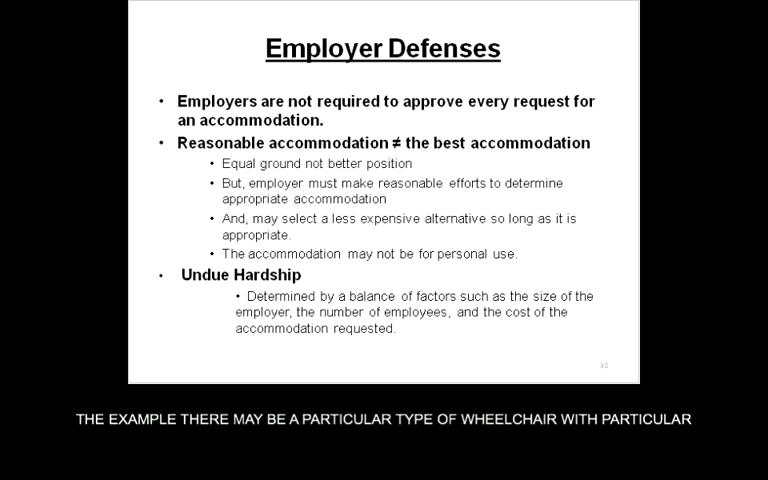 Employer Defenses
• Employers are not required to approve every request for
an accommodation.
• Reasonable accommodation ≠ the best accommodation
• Equal ground not better position
• But, employer must make reasonable efforts to determine
appropriate accommodation
• And, may select a less expensive alternative so long as it is
appropriate.
• The accommodation may not be for personal use.
• Undue Hardship
• Determined by a balance of factors such as the size of the
employer, the number of employees, and the cost of the
accommodation requested.
THE EXAMPLE THERE MAY BE A PARTICULAR TYPE OF WHEELCHAIR WITH PARTICULAR